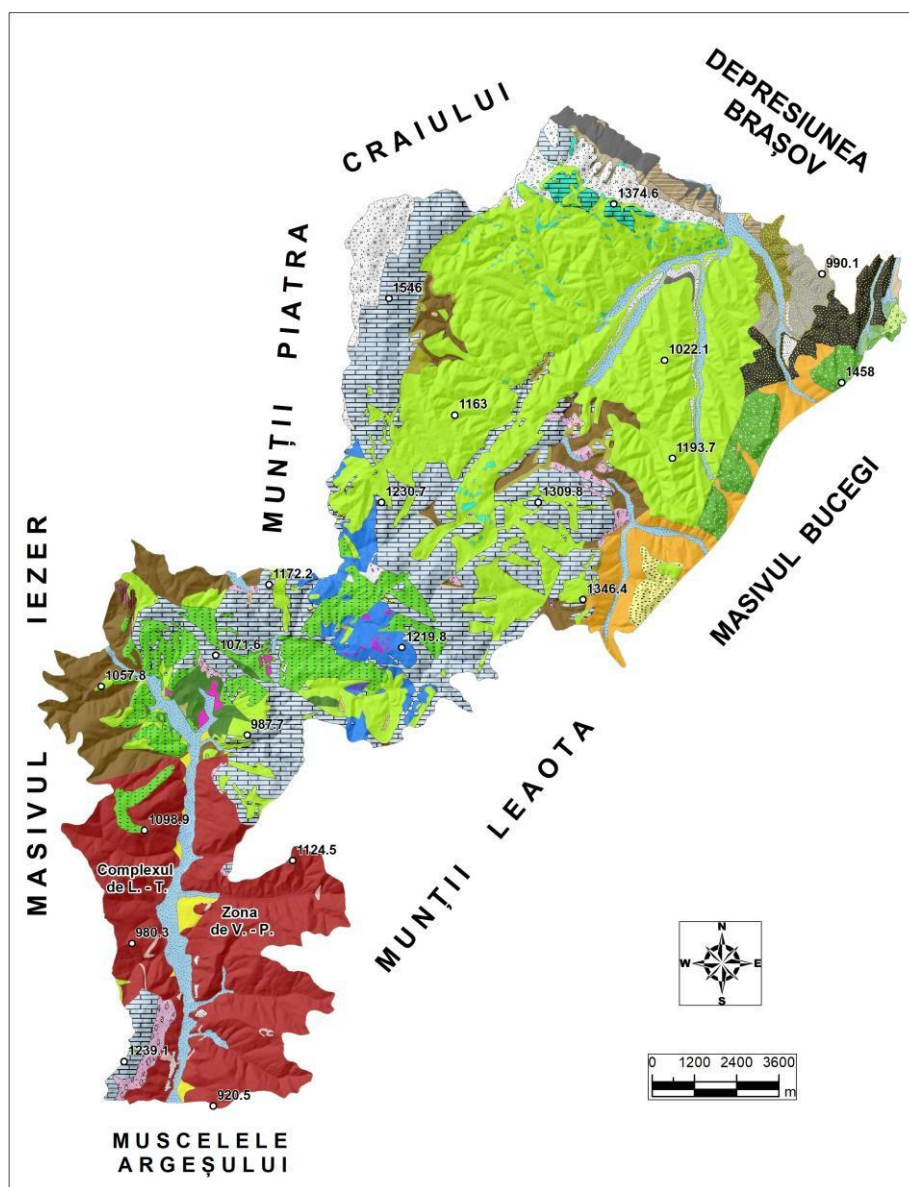 DEPRESIUNEA
BRAȘOV
MUNȚII PIATRA CRAIULUI
1374.6
990.1
1546
1022.1
1458
1163
1193.7
1230.7
1309.8
MASIVUL BUCEGI
MASIVUL IEZER
1172.2
1346.4
1071.6
1219.8
1057.8
987.7
MUNȚII LEAOTA
1098.9
1124.5
Complexul
de L. - T.
Zona
de V. - P.
980.3
1239.1
920.5
N
W
E
S
0 1200 2400 3600
m
MUSCELELE
ARGEȘULUI